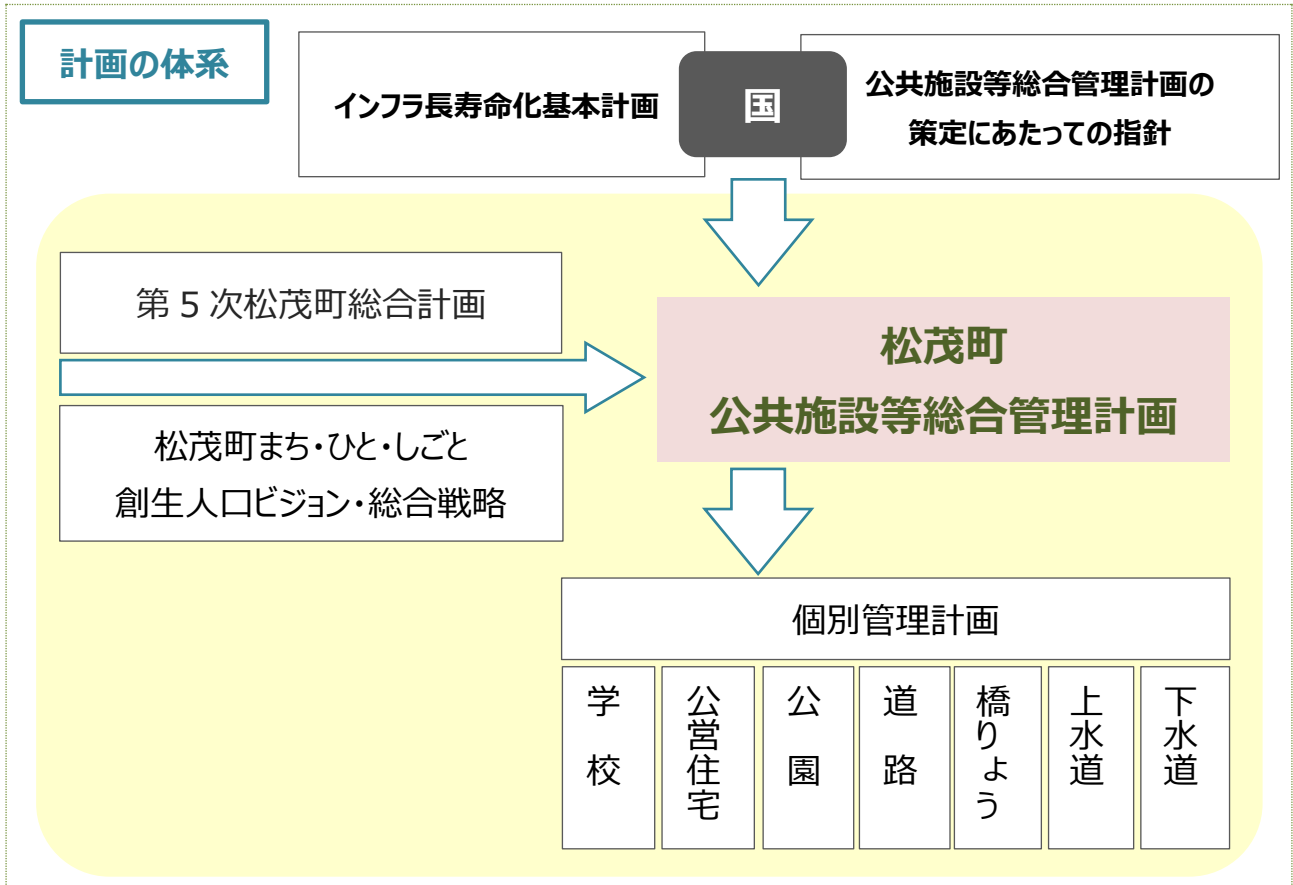 計画の体系
インフラ長寿命化基本計画
国
公共施設等総合管理計画の
策定にあたっての指針
第5次松茂町総合計画
松茂町まち・ひと・しごと
創生人口ビジョン・総合戦略
松茂町
公共施設等総合管理計画
個別管理計画
学校
公営住宅
公園
道路
橋りょう
上水道
下水道